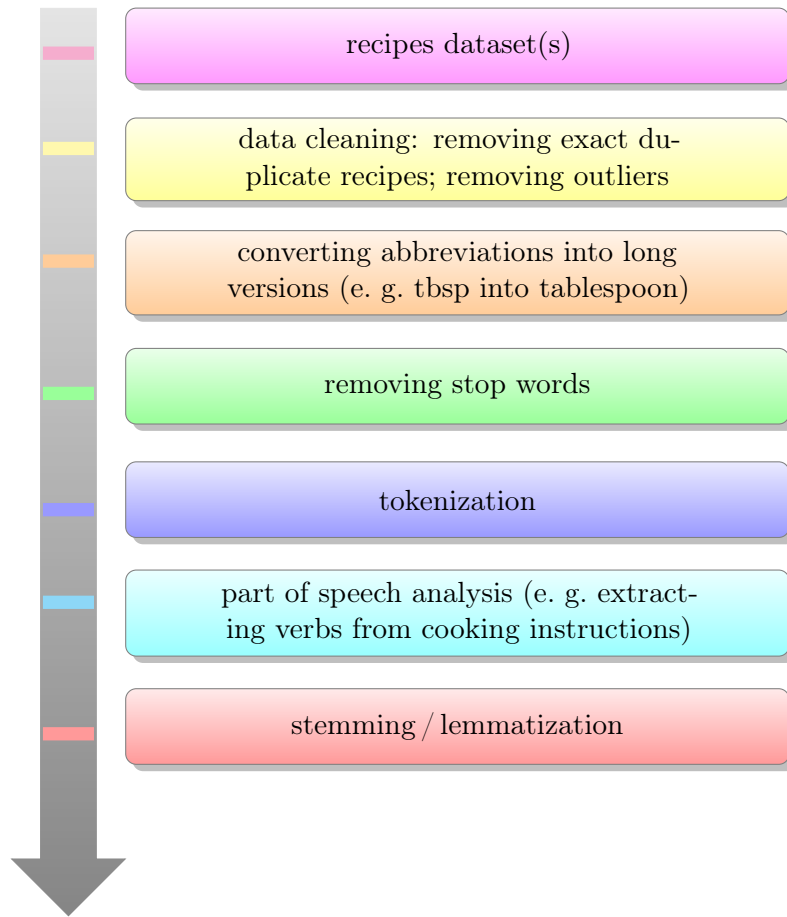 recipes dataset(s)
data cleaning: removing exact du-
plicate recipes; removing outliers
converting abbreviations into long
versions (e. g. tbsp into tablespoon)
removing stop words
tokenization
part of speech analysis (e. g. extract-
ing verbs from cooking instructions)
stemming / lemmatization